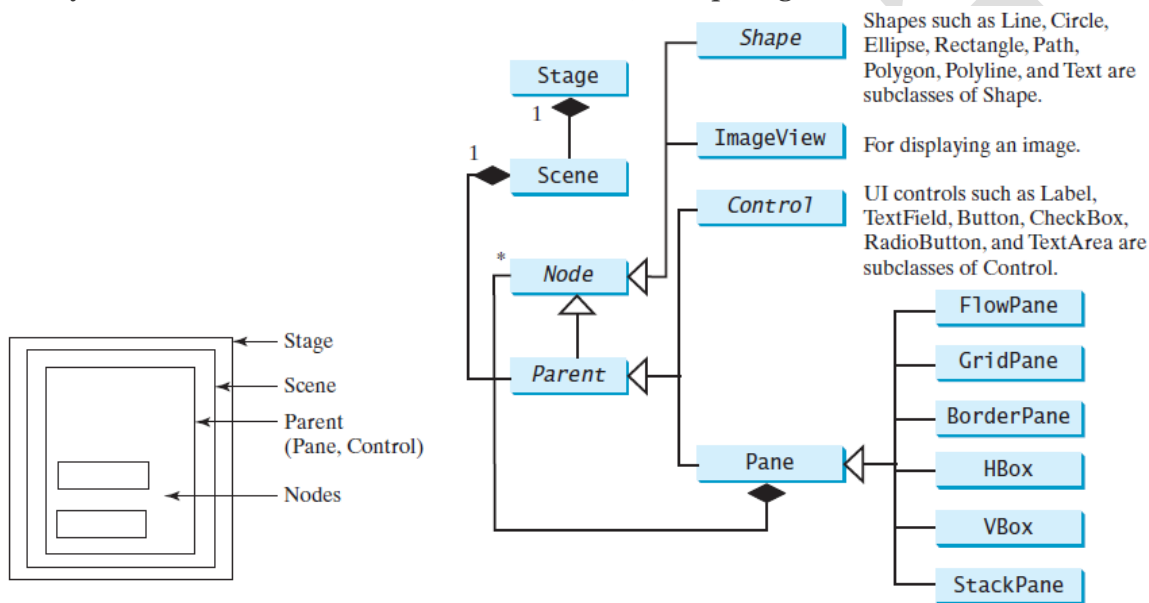 Shape
Shapes such as Line, Circle,
Ellipse, Rectangle, Path,
Polygon, Polyline, and Text are
subclasses of Shape.
Stage
1
ImageView
For displaying an image.
1
Scene
Control
UI controls such as Label,
TextField, Button, CheckBox,
RadioButton, and TextArea are
subclasses of Control.
*
Node
Parent
FlowPane
GridPane
BorderPane
Pane
HBox
VBox
StackPane
Stage
Scene
Parent
(Pane, Control)
Nodes